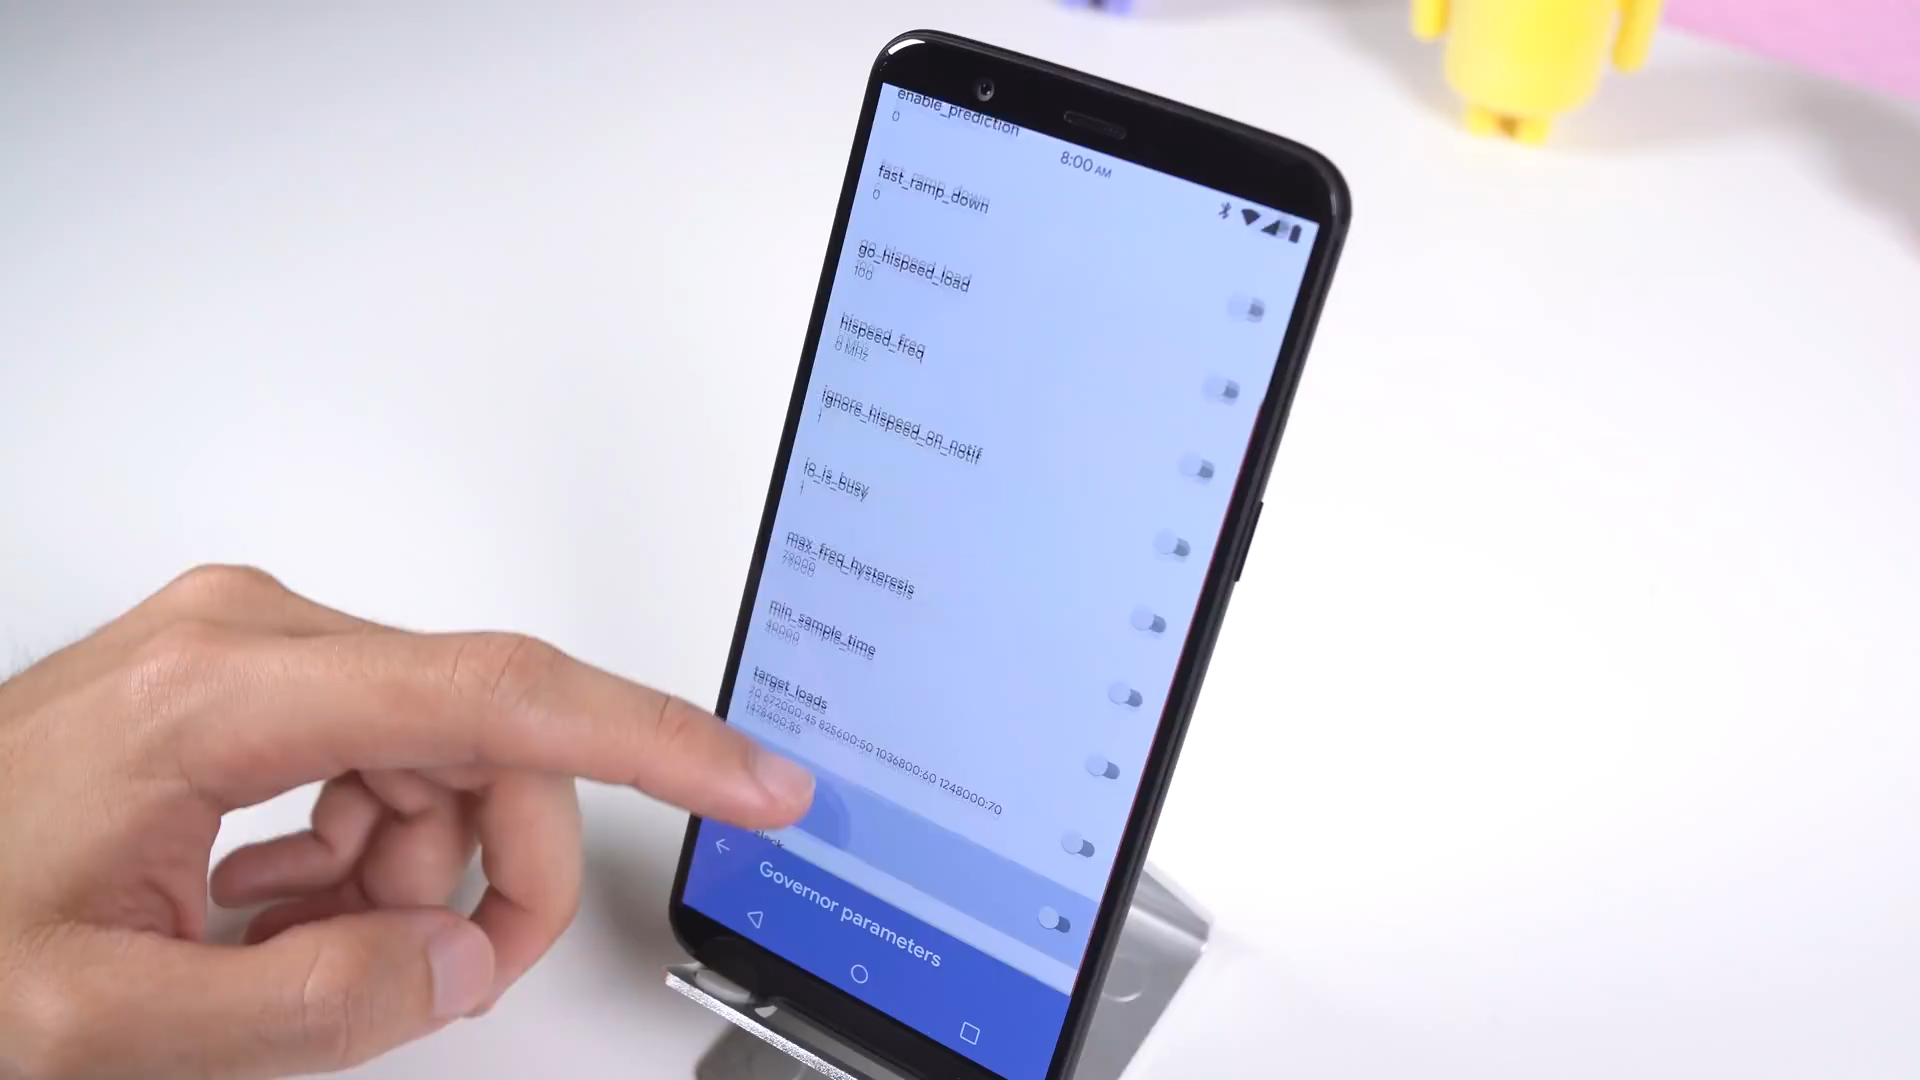 enable_prediction
0
8:00 AM
fast_ramp_down
0
go_hispeed_load
100
hispeed_freq
0 MHz
ignore_hispeed_on_notif
1
io_is_busy
1
max_freq_hysteresis
79000
min_sample_time
40000
target_loads
70 672000:45 825600:50 1036800:60 1248000:70
1478400:85
Governor parameters